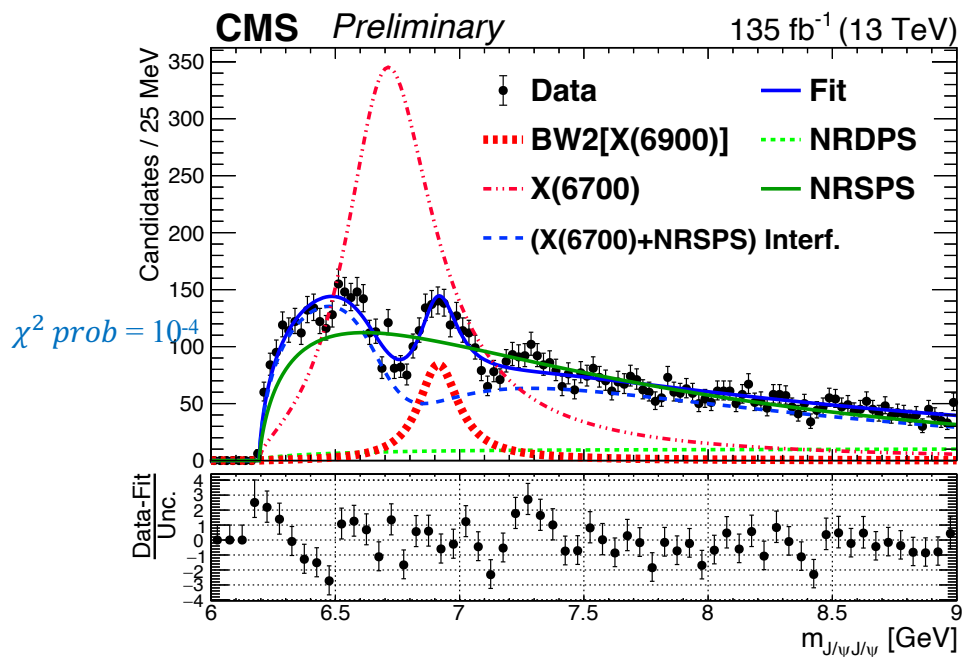 CMS Preliminary 135 fb⁻¹ (13 TeV)
Candidates / 25 MeV
350
300
250
200
150
100
50
0
Data
BW2[X(6900)]
X(6700)
(X(6700)+NRSPS) Interf.
Fit
NRDPS
NRSPS
χ² prob = 10⁻⁴
Data-Fit
Unc.
4
3
2
1
0
−1
−2
−3
−4
6 6.5 7 7.5 8 8.5 9
m_J/ψJ/ψ [GeV]